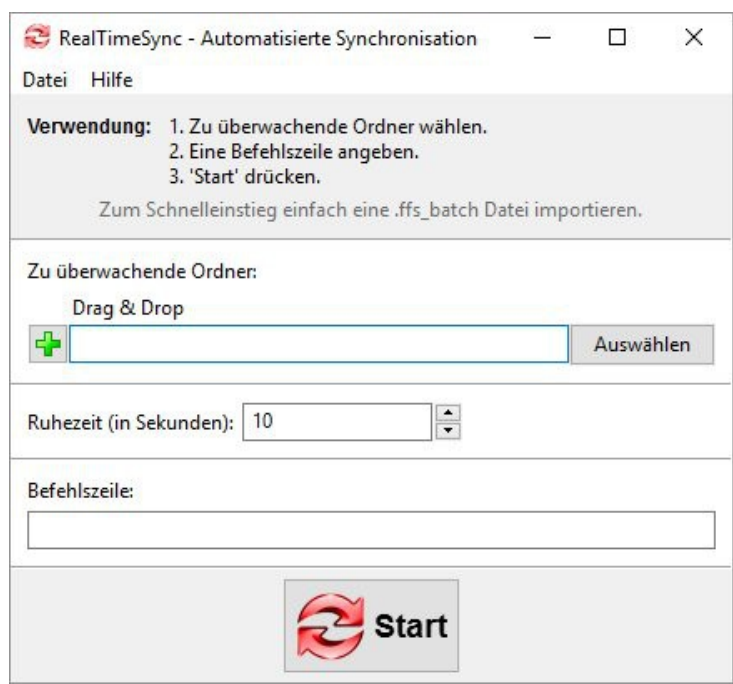 RealTimeSync - Automatisierte Synchronisation
Datei Hilfe
Verwendung: 1. Zu überwachende Ordner wählen.
2. Eine Befehlszeile angeben.
3. 'Start' drücken.
Zum Schnelleinstieg einfach eine .ffs_batch Datei importieren.
Zu überwachende Ordner:
Drag & Drop
Auswählen
Ruhezeit (in Sekunden): 10
Befehlszeile:
Start